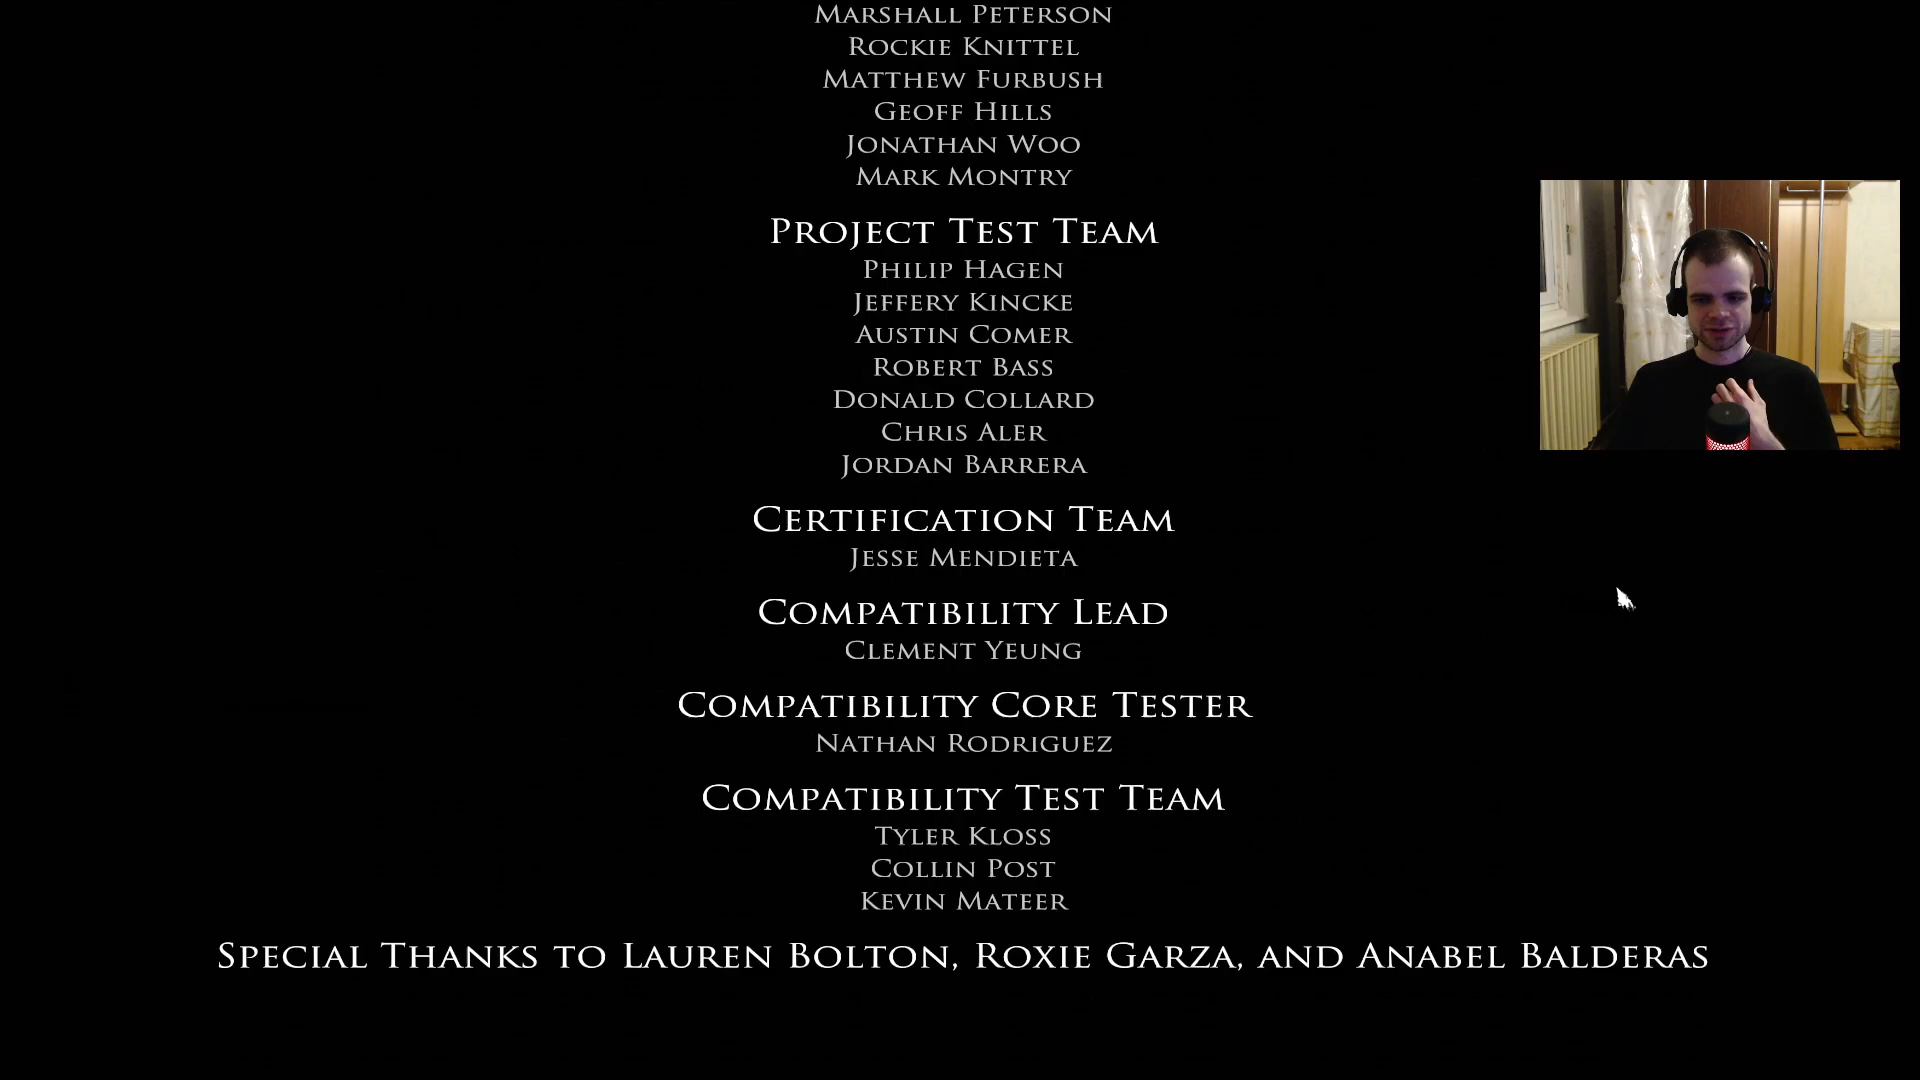 Marshall Peterson
Rockie Knittel
Matthew Furbush
Geoff Hills
Jonathan Woo
Mark Montry
Project Test Team
Philip Hagen
Jeffery Kincke
Austin Comer
Robert Bass
Donald Collard
Chris Aler
Jordan Barrera
Certification Team
Jesse Mendieta
Compatibility Lead
Clement Yeung
Compatibility Core Tester
Nathan Rodriguez
Compatibility Test Team
Tyler Kloss
Collin Post
Kevin Mateer
Special Thanks to Lauren Bolton, Roxie Garza, and Anabel Balderas